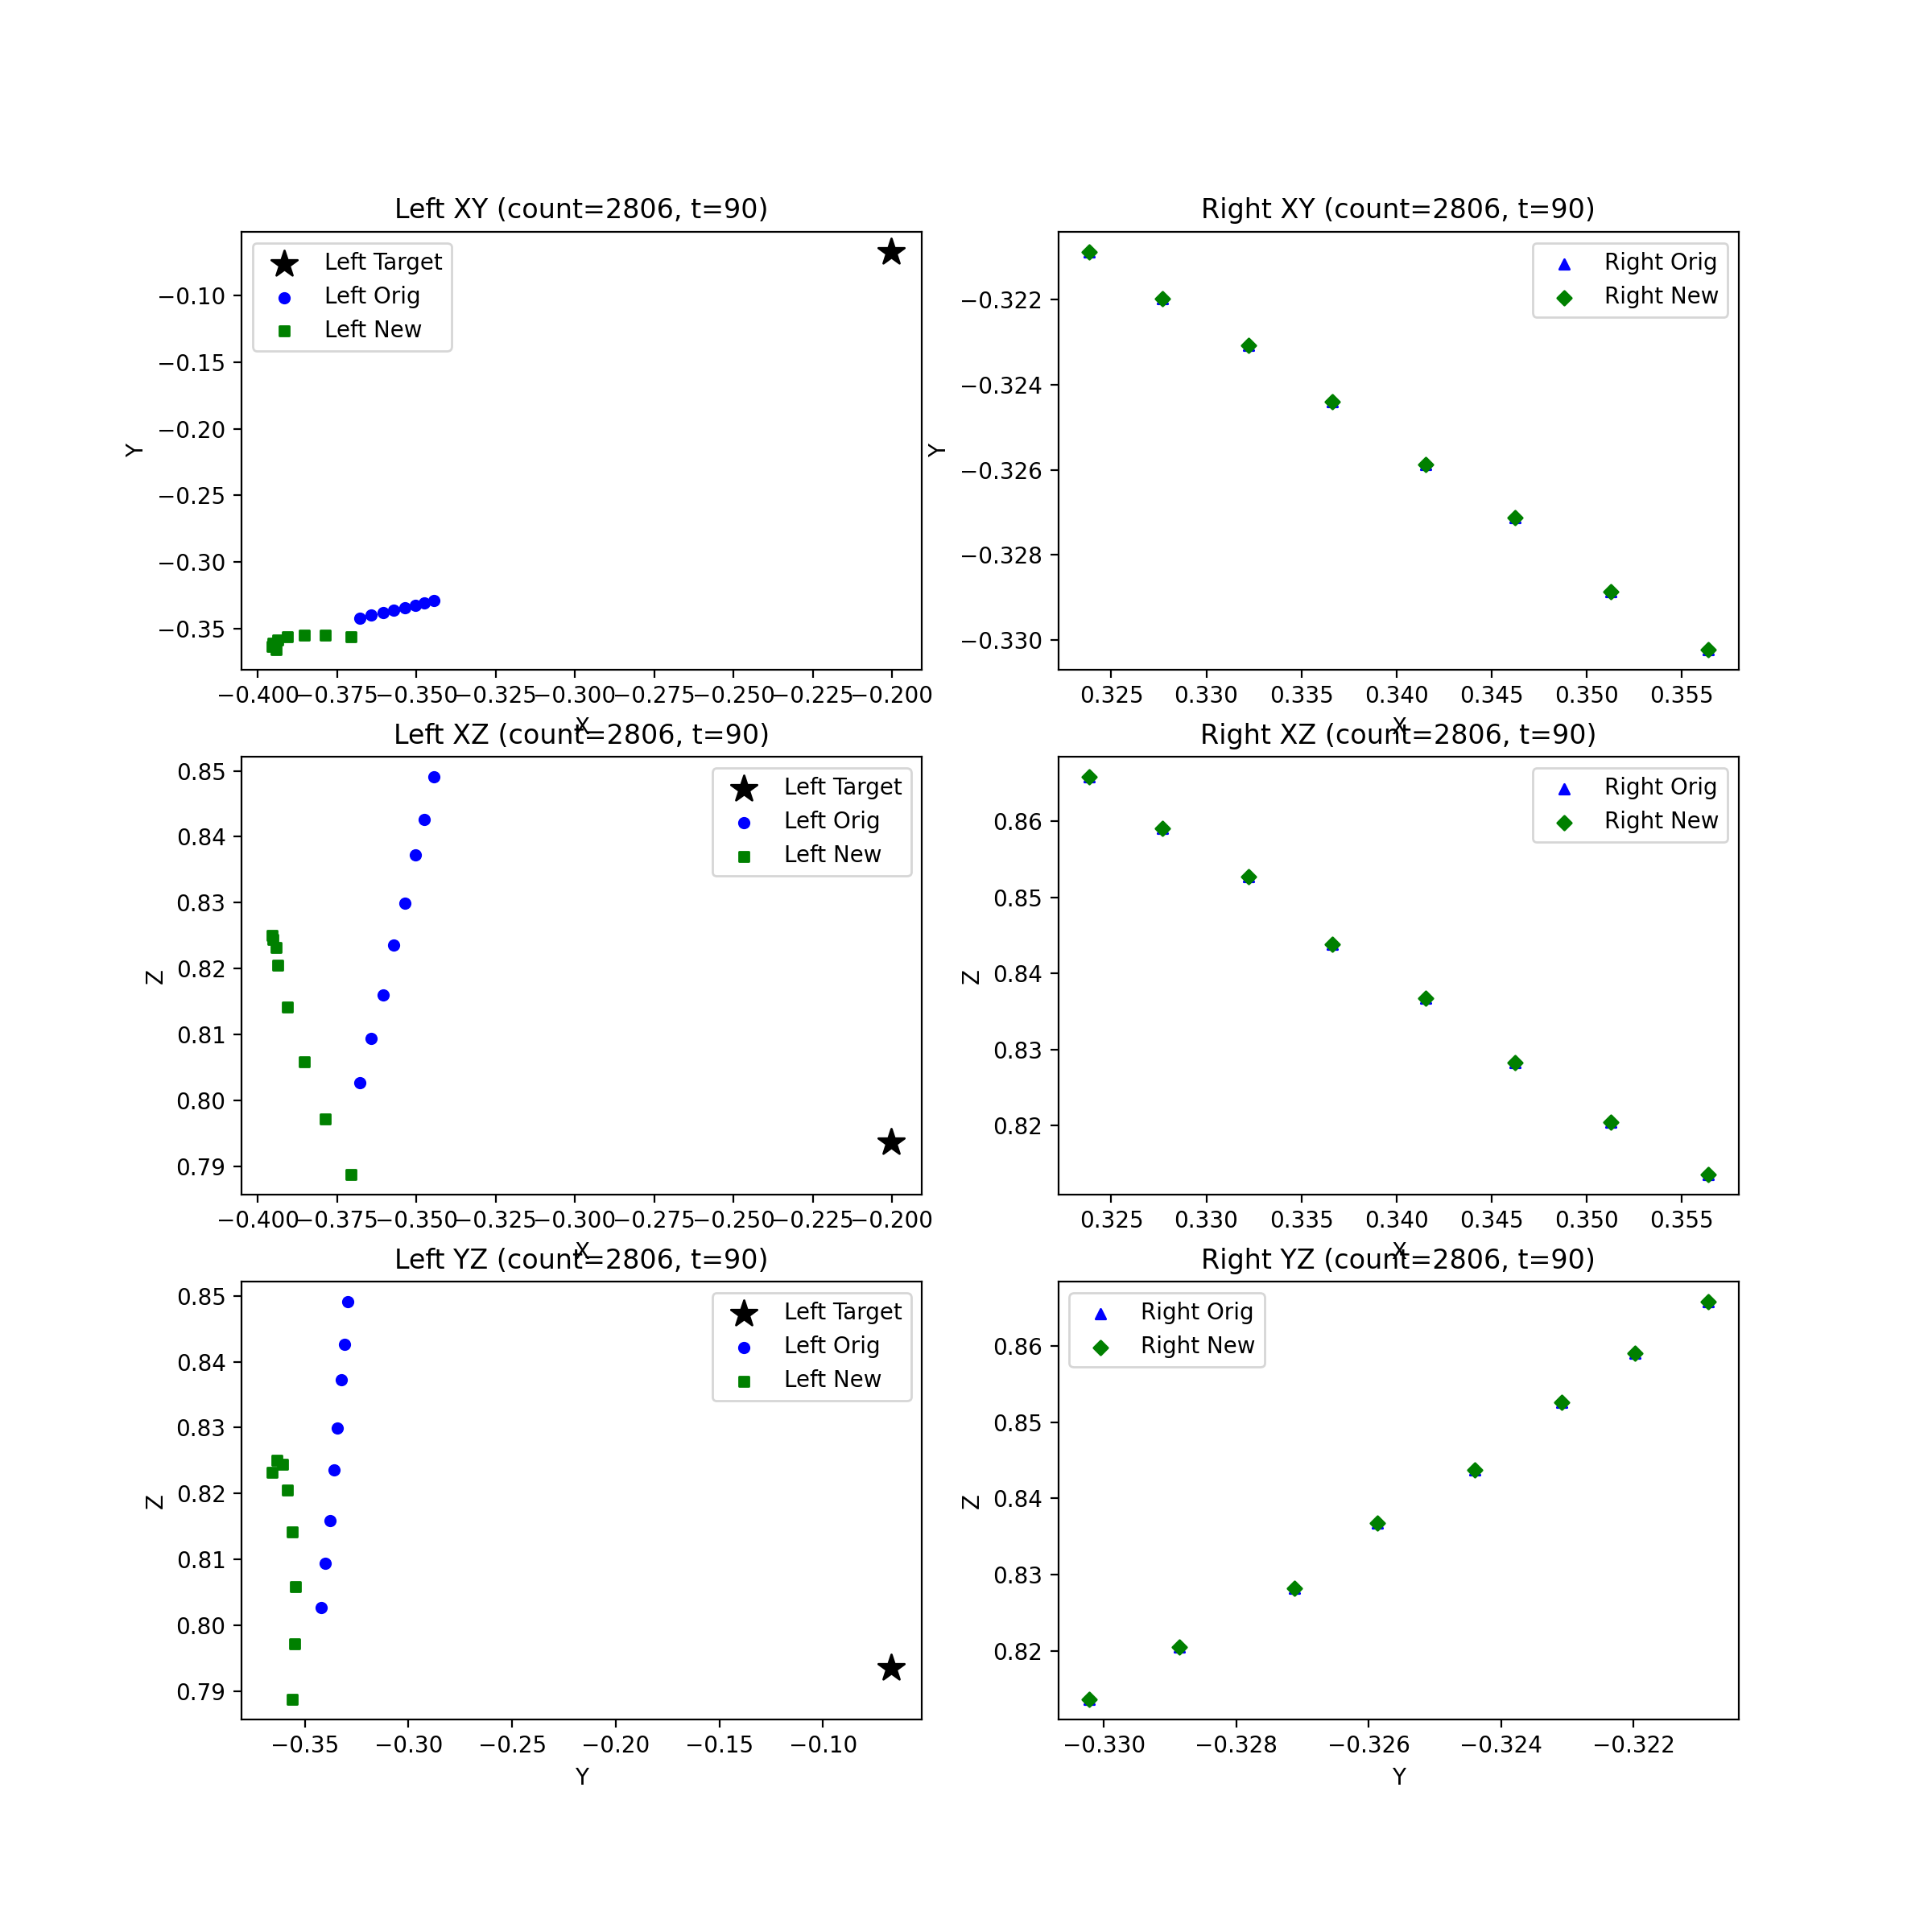 Left XY (count=2806, t=90)
Left Target
Left Orig
Left New
Y
−0.10
−0.15
−0.20
−0.25
−0.30
−0.35
−0.400 −0.375 −0.350 −0.325 −0.300 −0.275 −0.250 −0.225 −0.200
X
Right XY (count=2806, t=90)
Right Orig
Right New
Y
−0.322
−0.324
−0.326
−0.328
−0.330
0.325 0.330 0.335 0.340 0.345 0.350 0.355
X
Left XZ (count=2806, t=90)
Left Target
Left Orig
Left New
Z
0.85
0.84
0.83
0.82
0.81
0.80
0.79
−0.400 −0.375 −0.350 −0.325 −0.300 −0.275 −0.250 −0.225 −0.200
X
Right XZ (count=2806, t=90)
Right Orig
Right New
Z
0.86
0.85
0.84
0.83
0.82
0.325 0.330 0.335 0.340 0.345 0.350 0.355
X
Left YZ (count=2806, t=90)
Left Target
Left Orig
Left New
Z
0.85
0.84
0.83
0.82
0.81
0.80
0.79
−0.35 −0.30 −0.25 −0.20 −0.15 −0.10
Y
Right YZ (count=2806, t=90)
Right Orig
Right New
Z
0.86
0.85
0.84
0.83
0.82
−0.330 −0.328 −0.326 −0.324 −0.322
Y